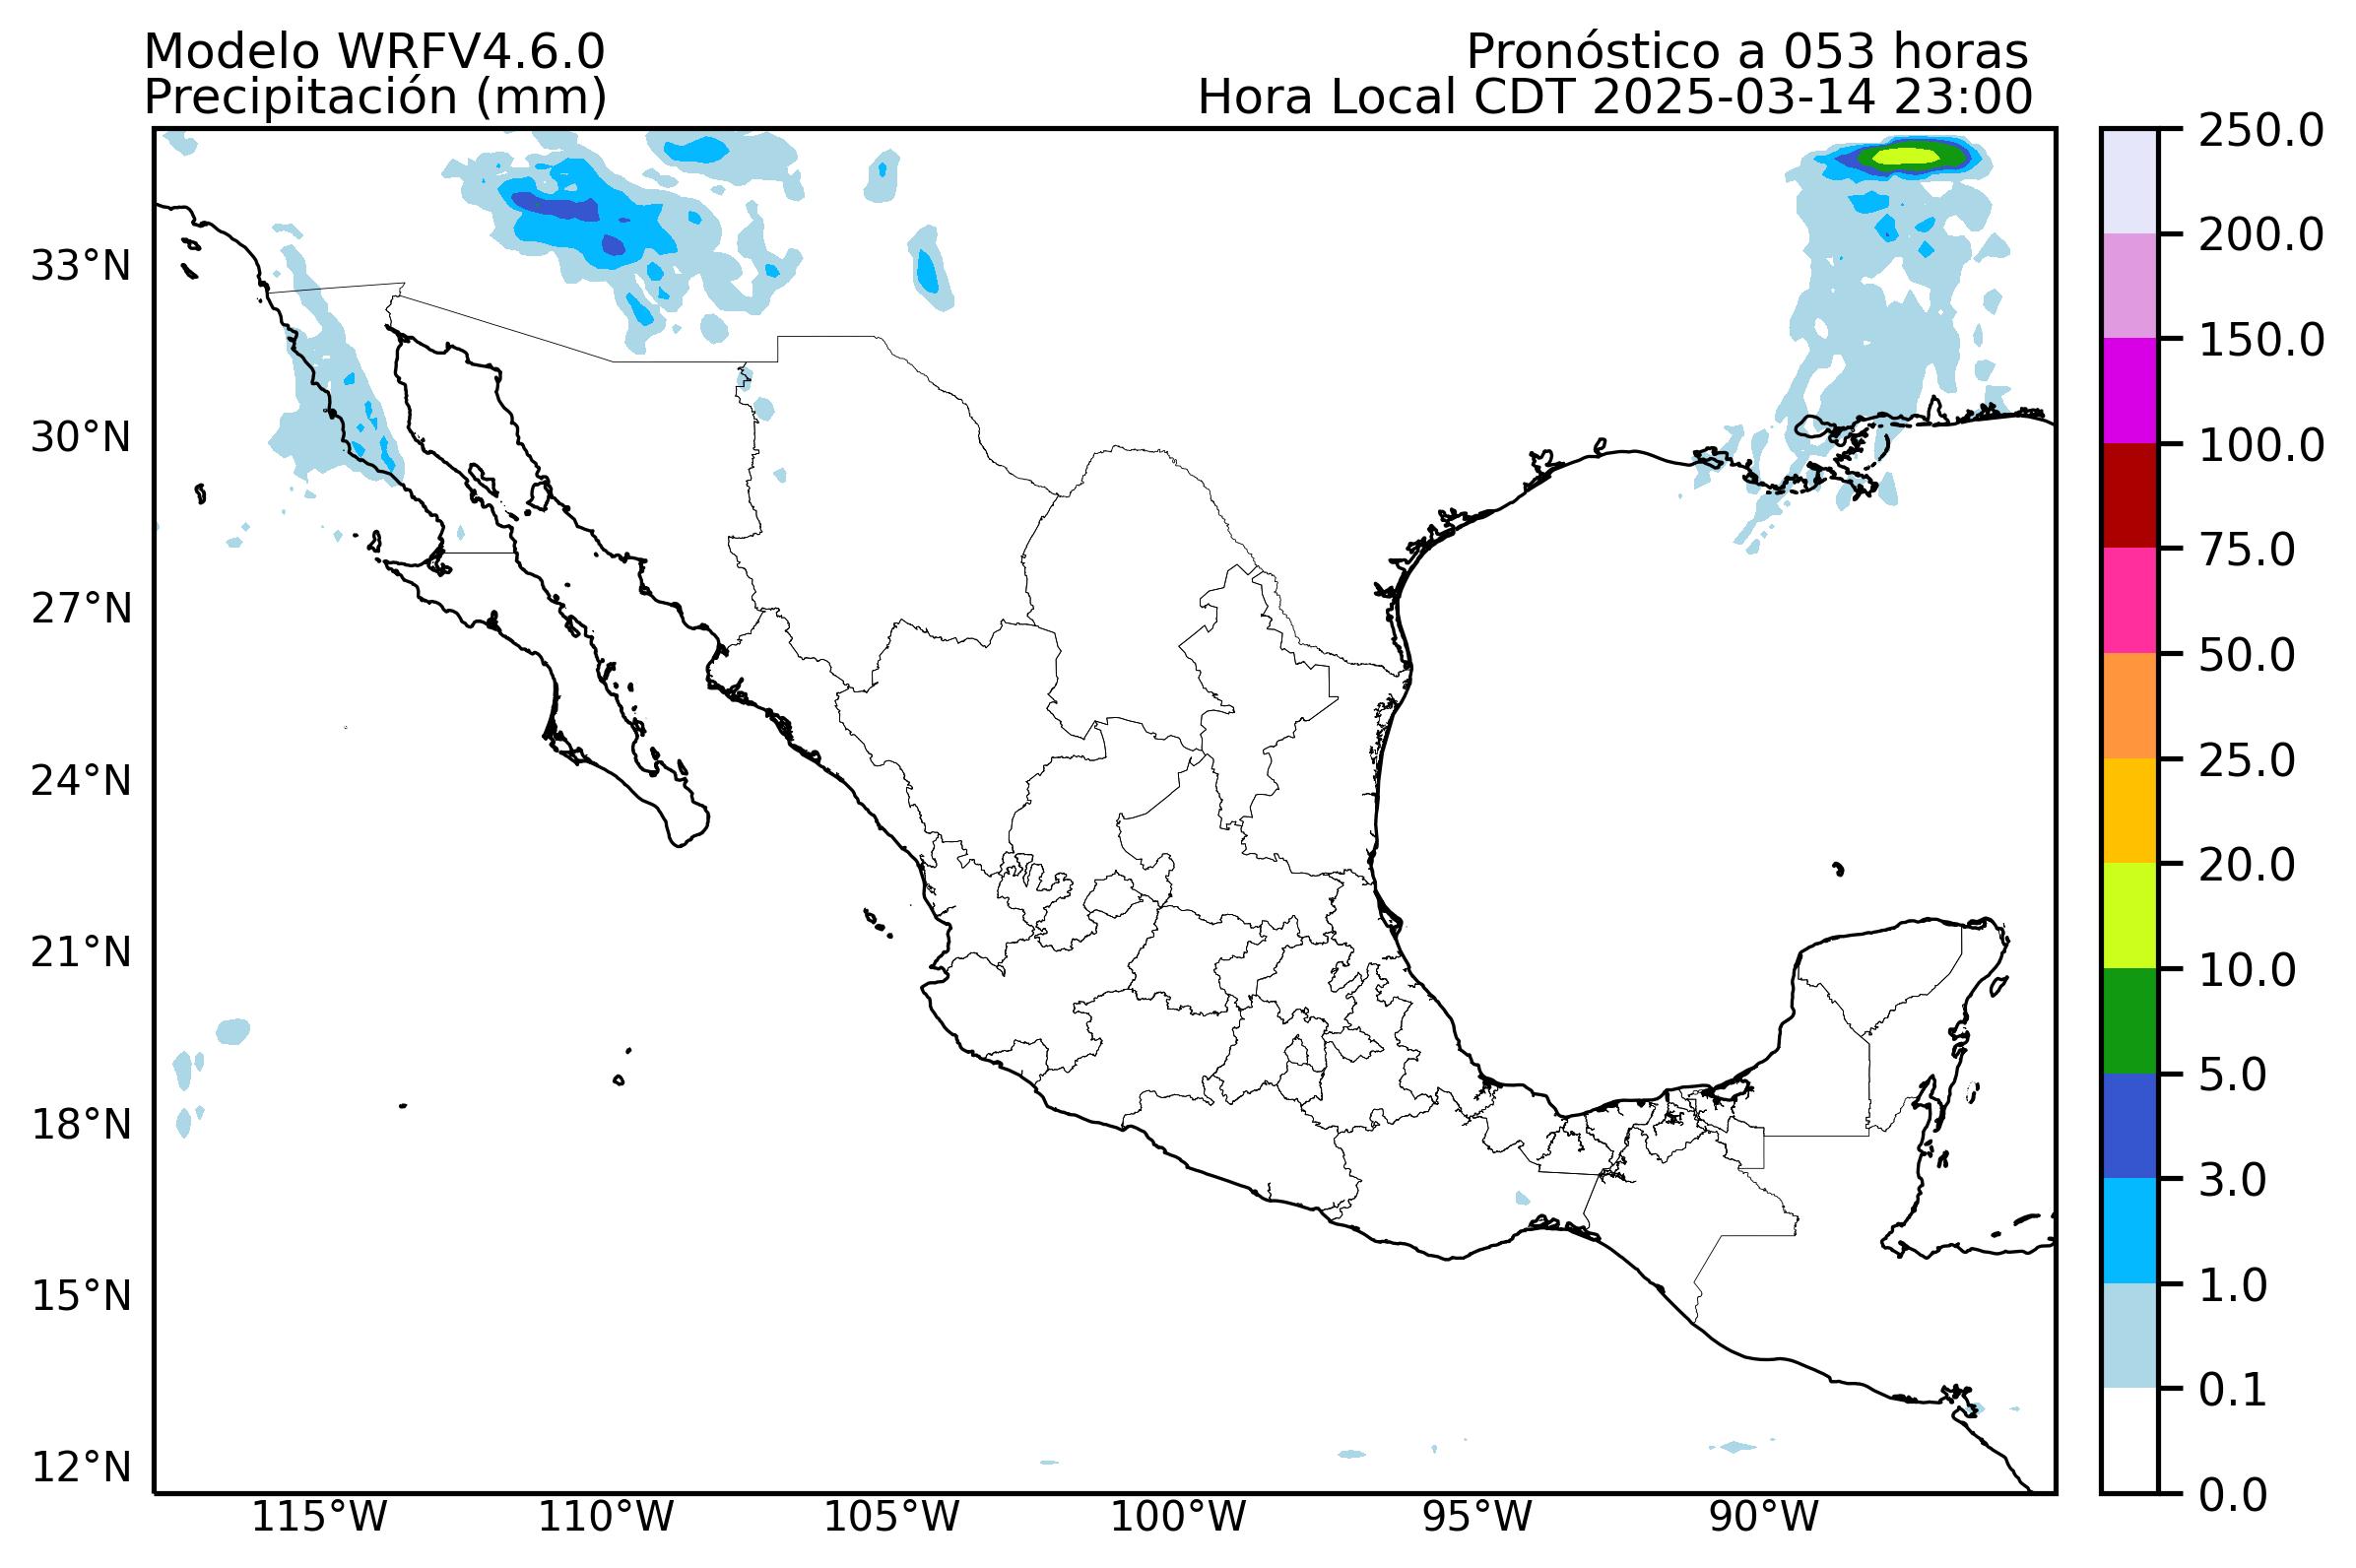 Modelo WRFV4.6.0
Pronóstico a 053 horas
Precipitación (mm)
Hora Local CDT 2025-03-14 23:00
33°N
30°N
27°N
24°N
21°N
18°N
15°N
12°N
115°W
110°W
105°W
100°W
95°W
90°W
250.0
200.0
150.0
100.0
75.0
50.0
25.0
20.0
10.0
5.0
3.0
1.0
0.1
0.0